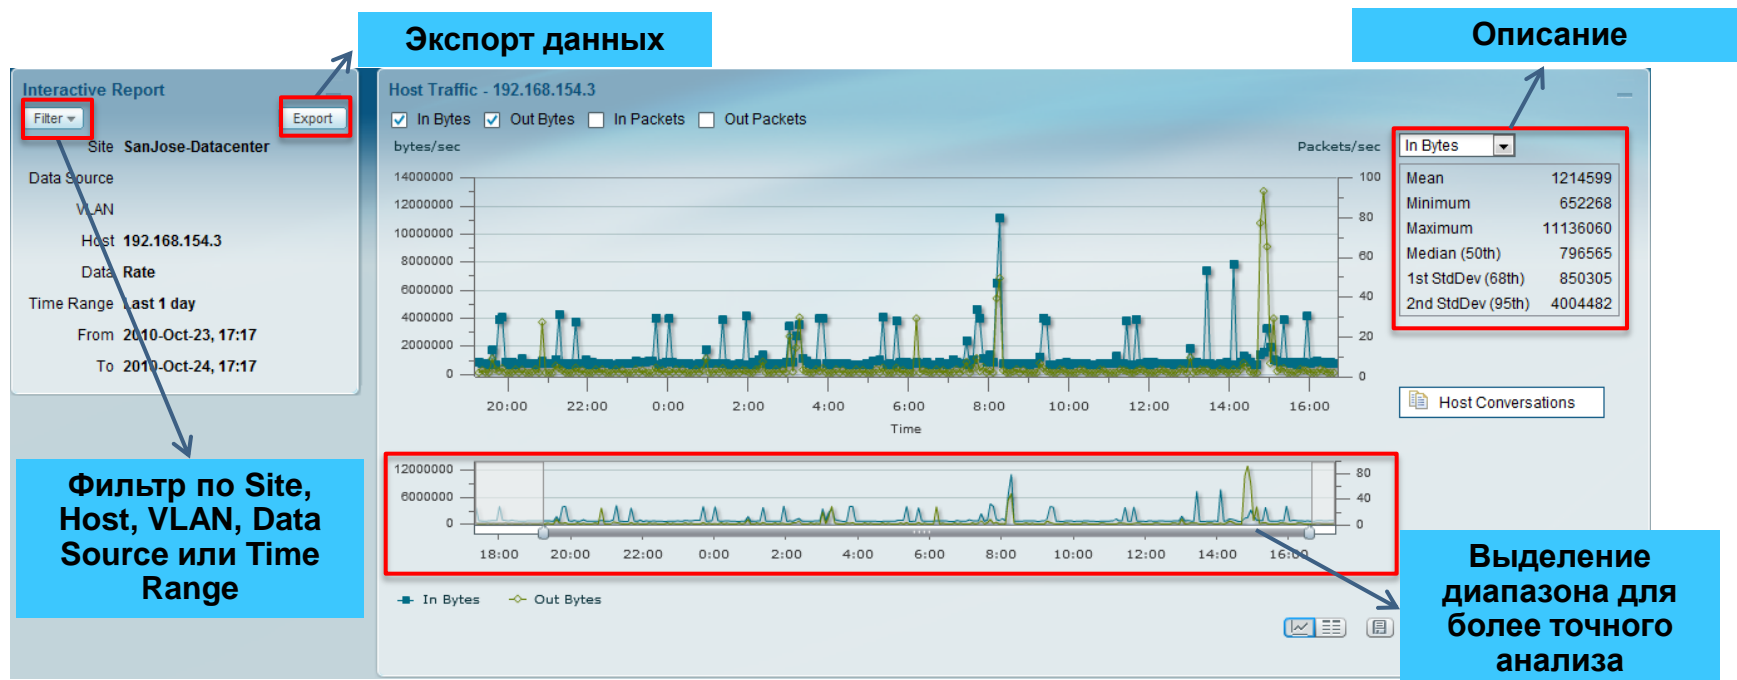 Экспорт данных
Описание
Interactive Report
Filter
Export
Site SanJose-Datacenter
Data Source
VLAN
Host 192.168.154.3
Data Rate
Time Range Last 1 day
From 2010-Oct-23, 17:17
To 2010-Oct-24, 17:17
Фильтр по Site,
Host, VLAN, Data
Source или Time
Range
Host Traffic - 192.168.154.3
In Bytes Out Bytes In Packets Out Packets
bytes/sec
Packets/sec
14000000
12000000
10000000
8000000
6000000
4000000
2000000
0
100
80
60
40
20
0
20:00 22:00 0:00 2:00 4:00 6:00 8:00 10:00 12:00 14:00 16:00
Time
In Bytes
Mean 1214599
Minimum 652268
Maximum 11136060
Median (50th) 796565
1st StdDev (68th) 850305
2nd StdDev (95th) 4004482
Host Conversations
12000000
6000000
0
80
40
0
18:00 20:00 22:00 0:00 2:00 4:00 6:00 8:00 10:00 12:00 14:00 16:00
In Bytes Out Bytes
Выделение
диапазона для
более точного
анализа